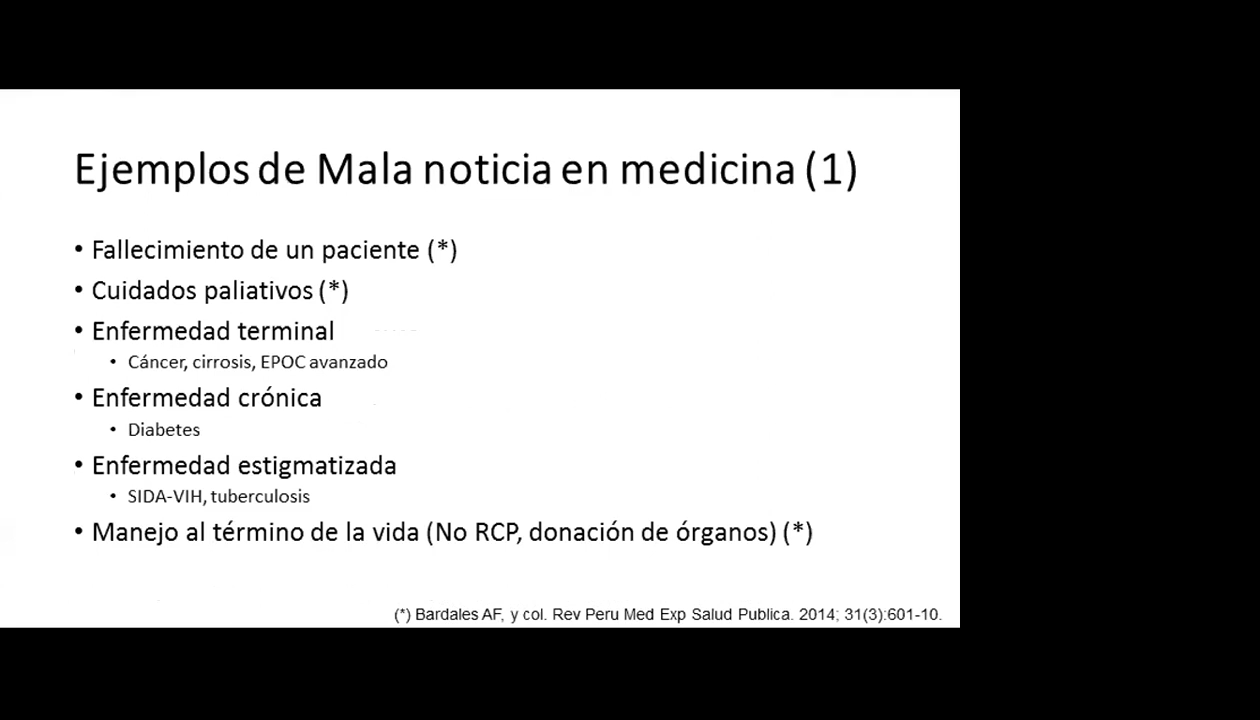 Ejemplos de Mala noticia en medicina (1)
• Fallecimiento de un paciente (*)
• Cuidados paliativos (*)
• Enfermedad terminal
• Cáncer, cirrosis, EPOC avanzado
• Enfermedad crónica
• Diabetes
• Enfermedad estigmatizada
• SIDA-VIH, tuberculosis
• Manejo al término de la vida (No RCP, donación de órganos) (*)
(*) Bardales AF, y col. Rev Peru Med Exp Salud Publica. 2014; 31(3):601-10.